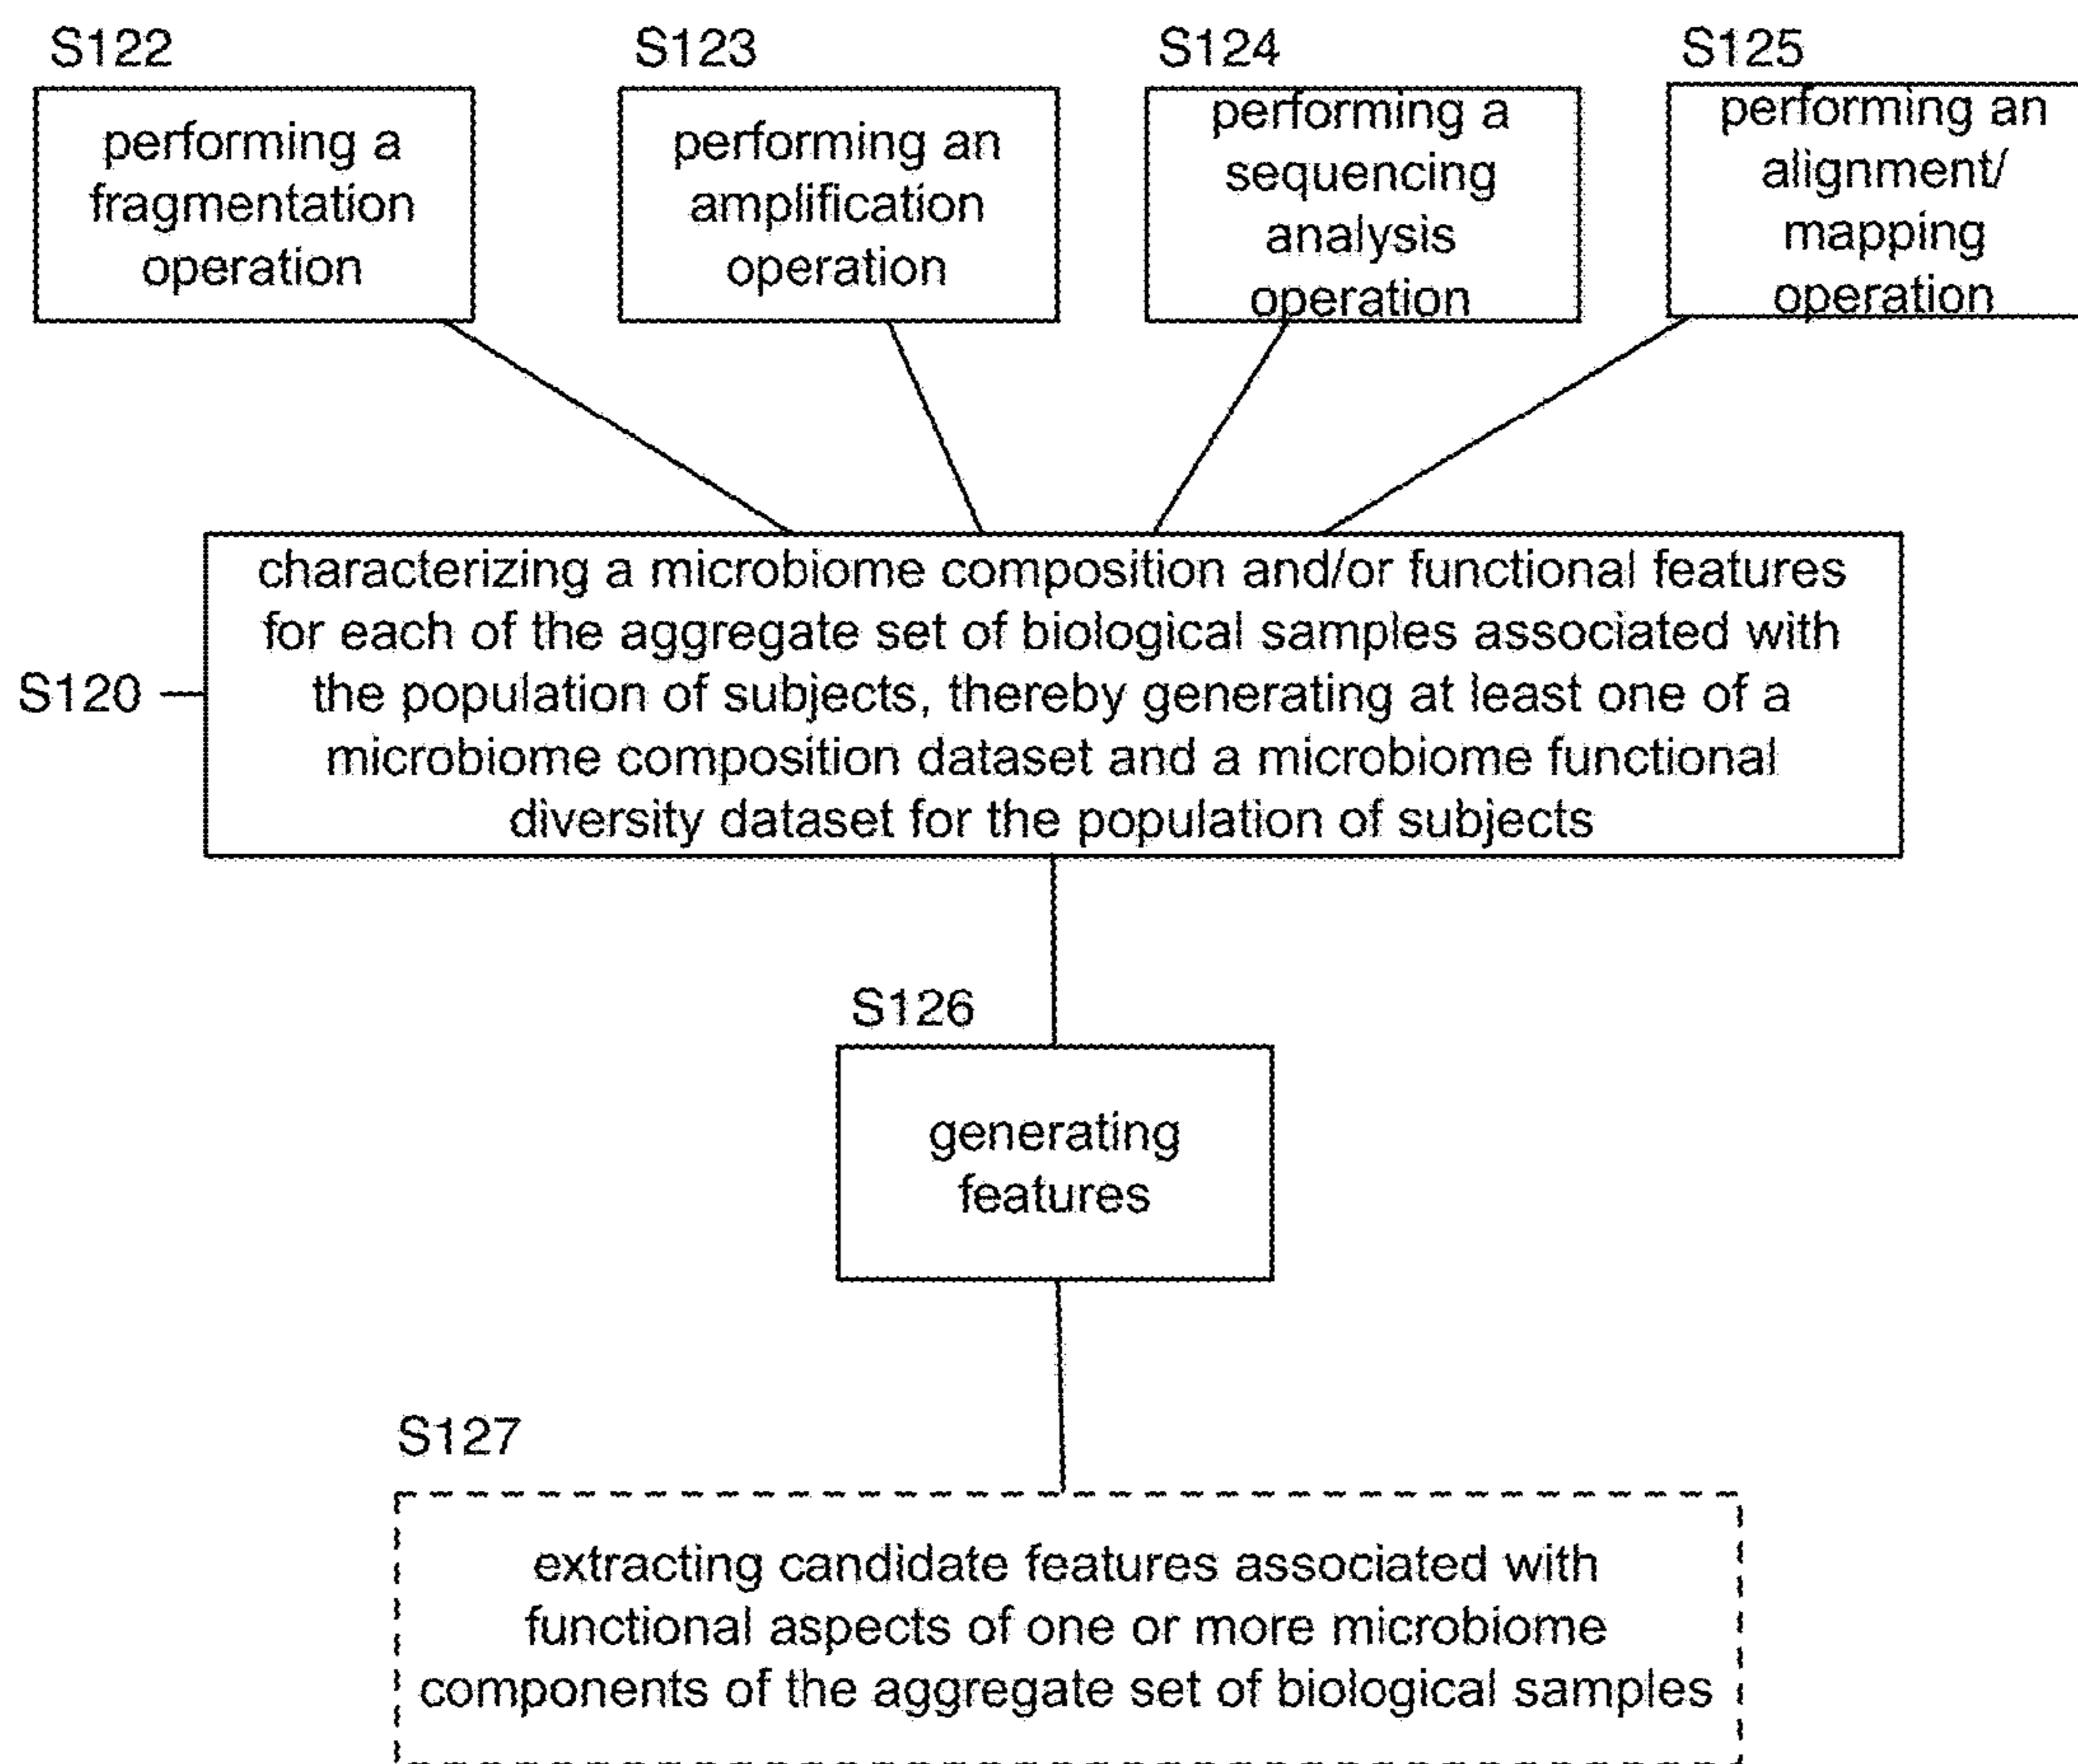 S122
performing a
fragmentation
operation
S123
performing an
amplification
operation
S124
performing a
sequencing
analysis
operation
S125
performing an
alignment/
mapping
operation
S120
characterizing a microbiome composition and/or functional features
for each of the aggregate set of biological samples associated with
the population of subjects, thereby generating at least one of a
microbiome composition dataset and a microbiome functional
diversity dataset for the population of subjects
S126
generating
features
S127
extracting candidate features associated with
functional aspects of one or more microbiome
components of the aggregate set of biological samples